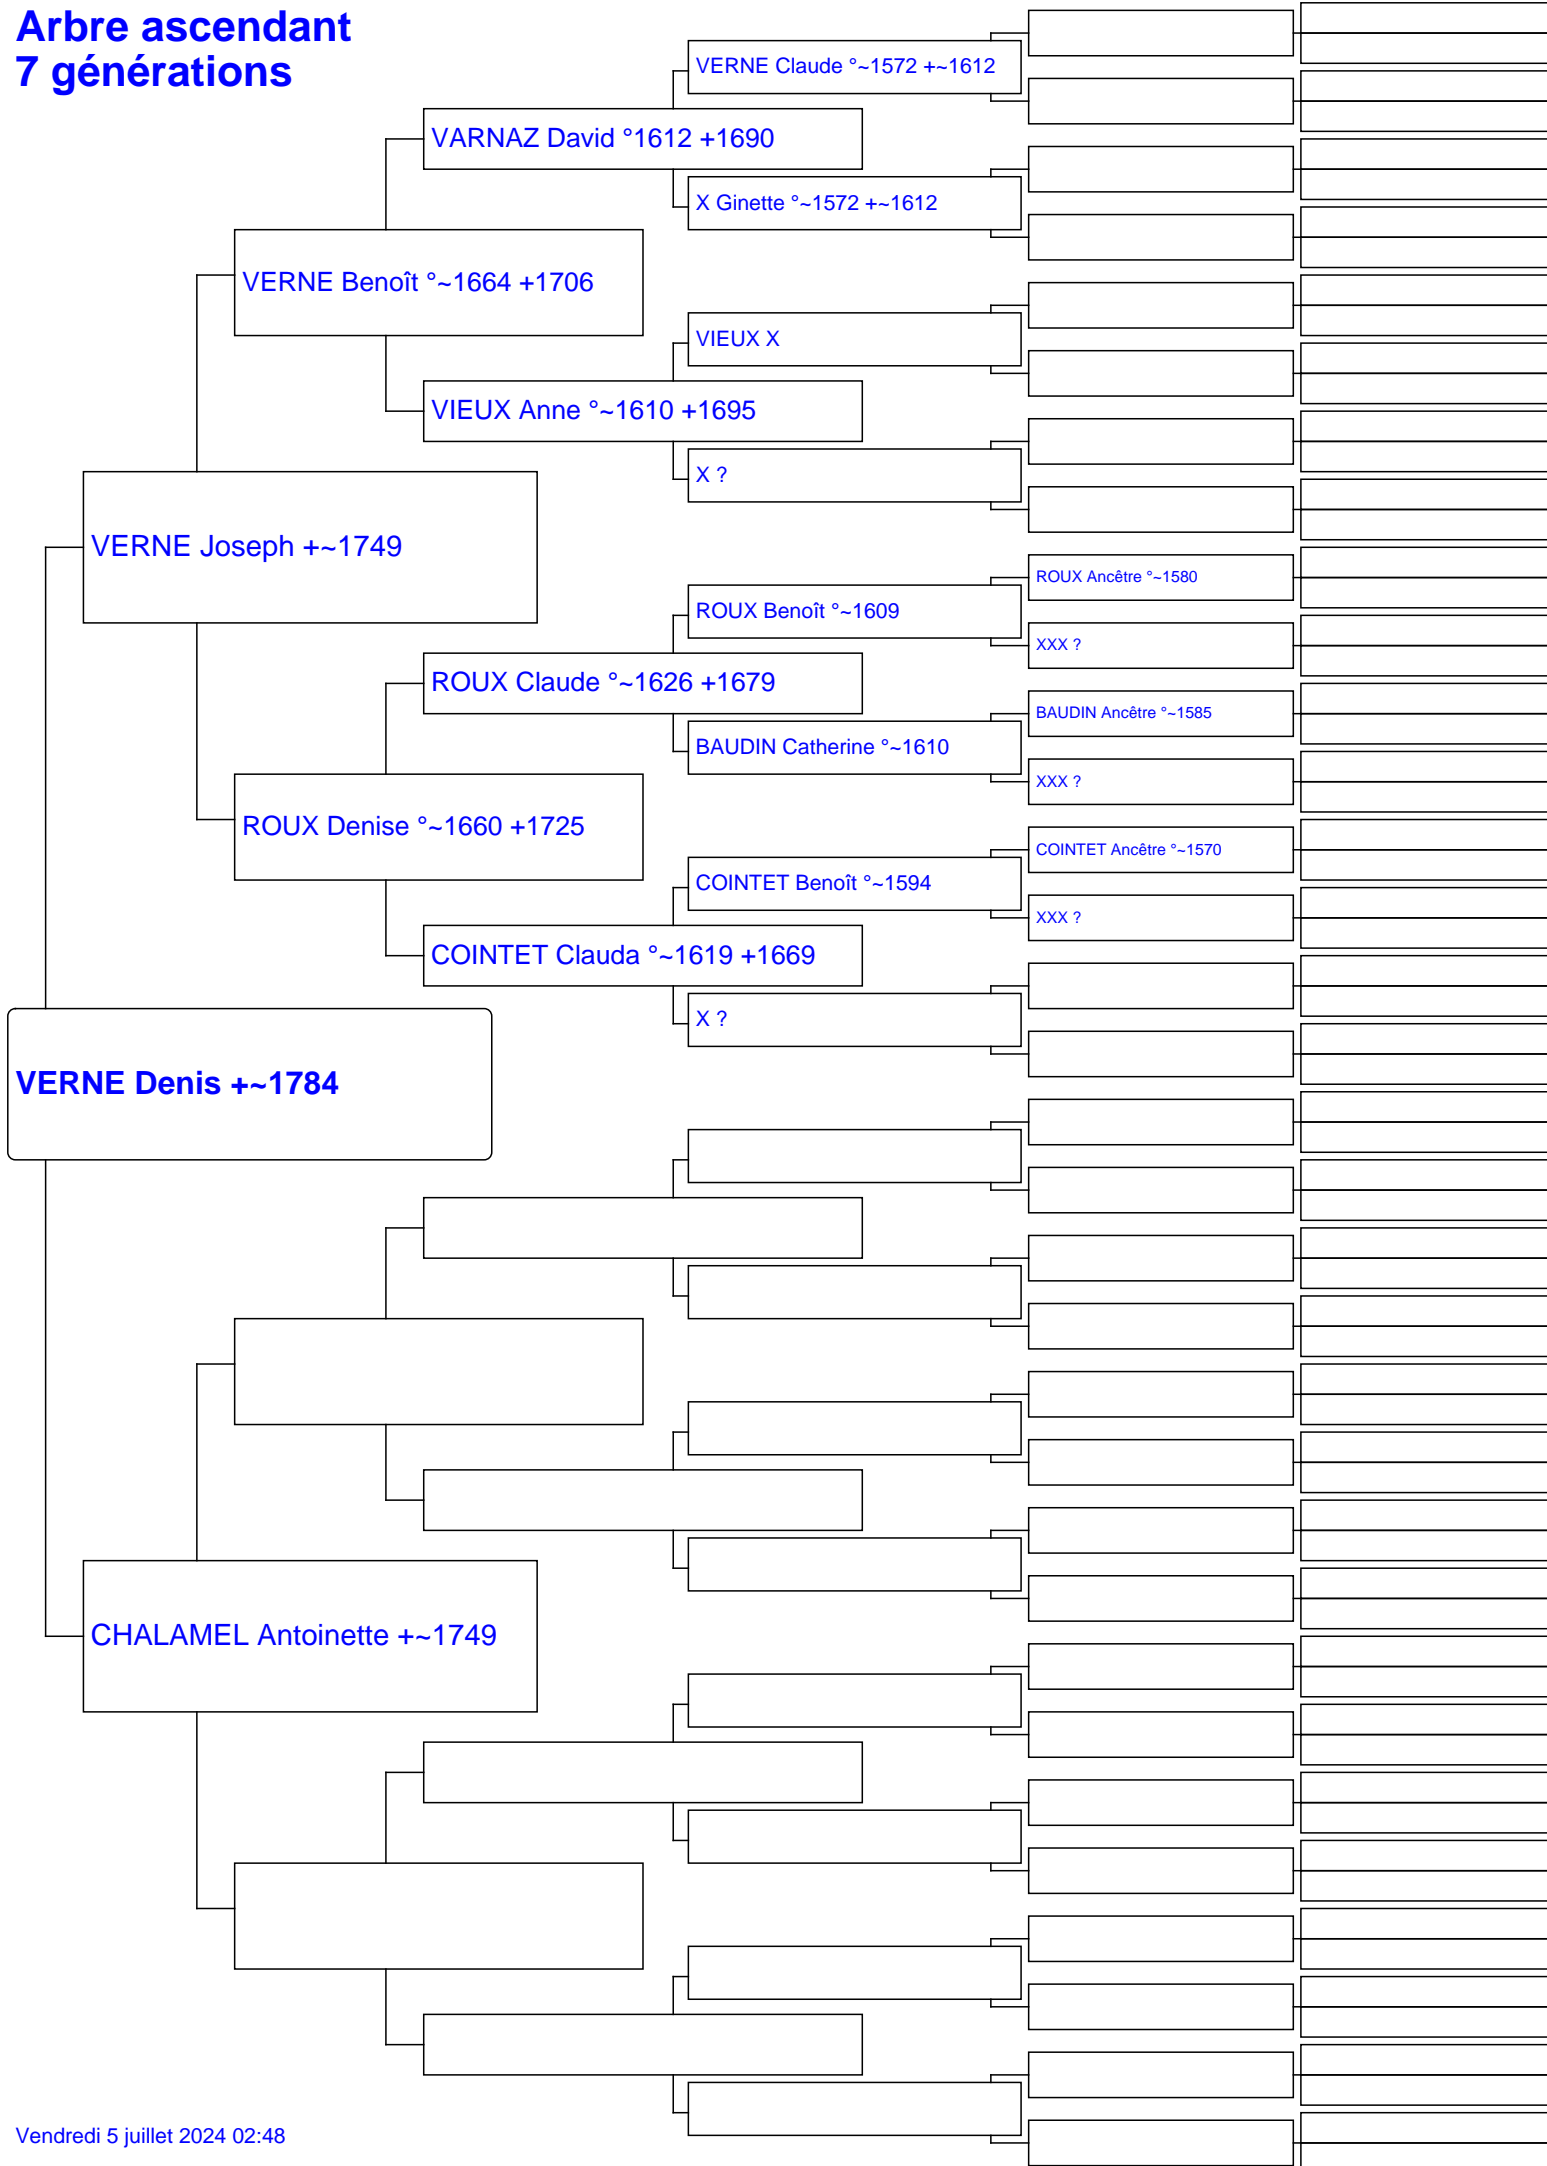 Arbre ascendant
7 générations
VERNE Claude °~1572 +~1612
VARNAZ David °1612 +1690
X Ginette °~1572 +~1612
VERNE Benoît °~1664 +1706
VIEUX X
VIEUX Anne °~1610 +1695
X ?
VERNE Joseph +~1749
ROUX Ancêtre °~1580
ROUX Benoît °~1609
XXX ?
ROUX Claude °~1626 +1679
BAUDIN Ancêtre °~1585
BAUDIN Catherine °~1610
XXX ?
ROUX Denise °~1660 +1725
COINTET Ancêtre °~1570
COINTET Benoît °~1594
XXX ?
COINTET Clauda °~1619 +1669
X ?
VERNE Denis +~1784
CHALAMEL Antoinette +~1749
Vendredi 5 juillet 2024 02:48